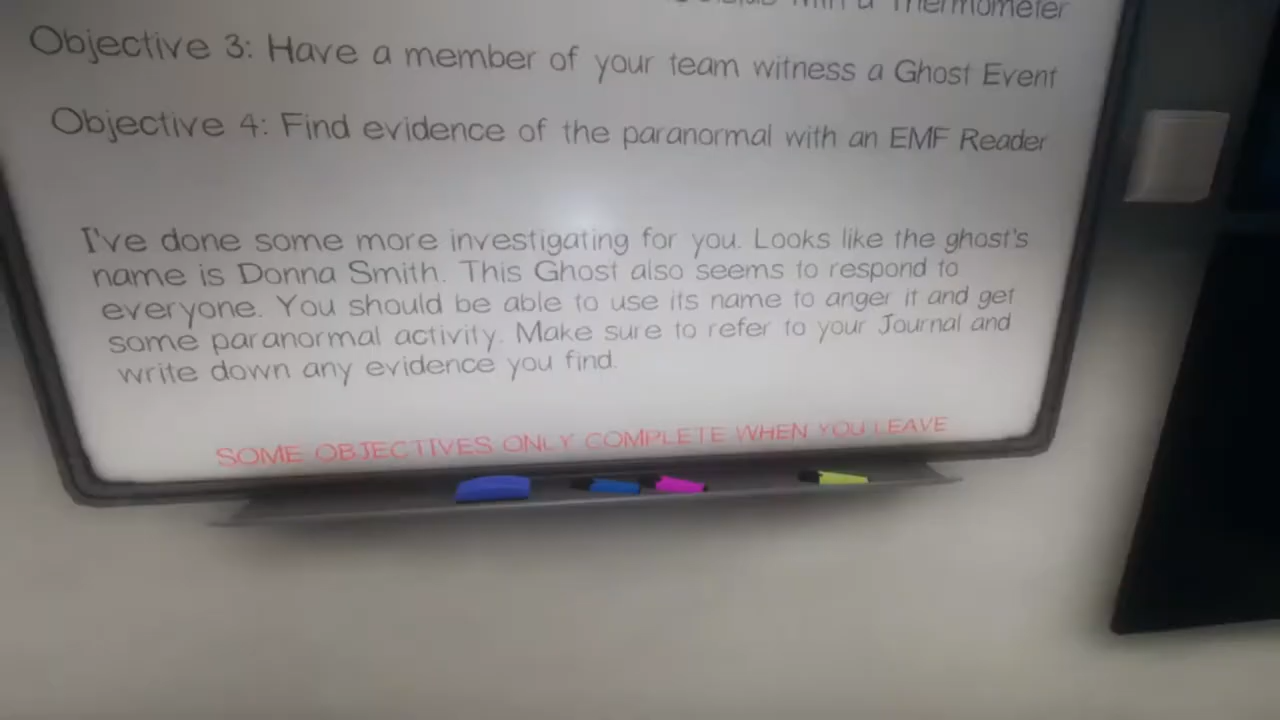 with a Thermometer
Objective 3: Have a member of your team witness a Ghost Event
Objective 4: Find evidence of the paranormal with an EMF Reader
I've done some more investigating for you. Looks like the ghost's
name is Donna Smith. This Ghost also seems to respond to
everyone. You should be able to use its name to anger it and get
some paranormal activity. Make sure to refer to your Journal and
write down any evidence you find.
SOME OBJECTIVES ONLY COMPLETE WHEN YOU LEAVE